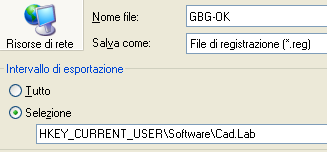 Nome file: GBG-OK
Risorse di rete
Salva come: File di registrazione (*.reg)
Intervallo di esportazione
Tutto
Selezione
HKEY_CURRENT_USER\Software\Cad.Lab